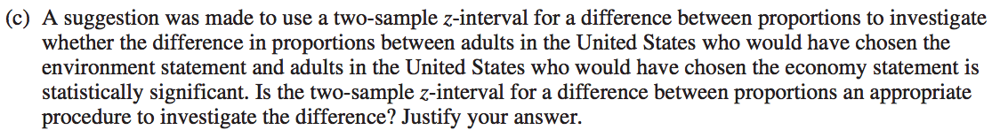 (c) A suggestion was made to use a two-sample z-interval for a difference between proportions to investigate
whether the difference in proportions between adults in the United States who would have chosen the
environment statement and adults in the United States who would have chosen the economy statement is
statistically significant. Is the two-sample z-interval for a difference between proportions an appropriate
procedure to investigate the difference? Justify your answer.